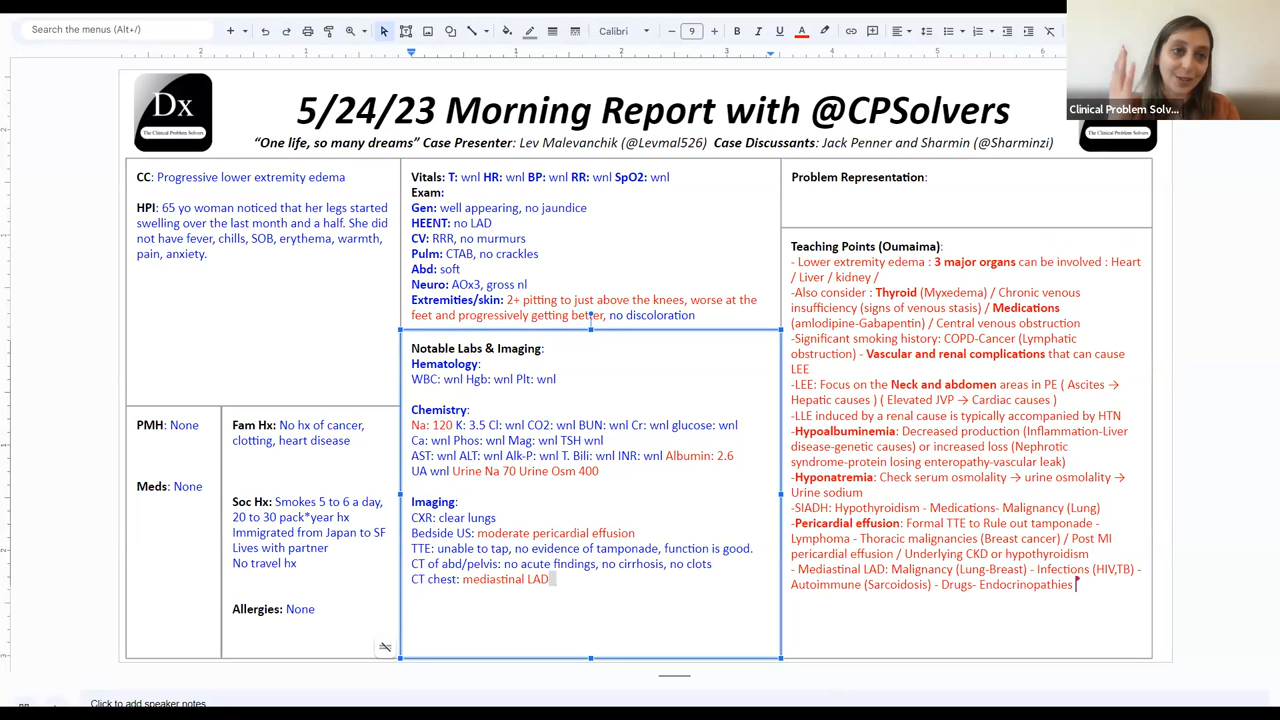 Search the menus (Alt+/)
Calibri
9
2
1
1
2
3
4
5
6
Clinical Problem Solv...
Dx
The Clinical Problem Solvers
5/24/23 Morning Report with @CPSolvers
The Clinical Problem Solvers
“One life, so many dreams” Case Presenter: Lev Malevanchik (@Levmal526) Case Discussants: Jack Penner and Sharmin (@Sharminzi)
CC: Progressive lower extremity edema
HPI: 65 yo woman noticed that her legs started
swelling over the last month and a half. She did
not have fever, chills, SOB, erythema, warmth,
pain, anxiety.
PMH: None
Meds: None
Fam Hx: No hx of cancer,
clotting, heart disease
Soc Hx: Smokes 5 to 6 a day,
20 to 30 pack*year hx
Immigrated from Japan to SF
Lives with partner
No travel hx
Allergies: None
Vitals: T: wnl HR: wnl BP: wnl RR: wnl SpO2: wnl
Exam:
Gen: well appearing, no jaundice
HEENT: no LAD
CV: RRR, no murmurs
Pulm: CTAB, no crackles
Abd: soft
Neuro: AOx3, gross nl
Extremities/skin: 2+ pitting to just above the knees, worse at the
feet and progressively getting better, no discoloration
Notable Labs & Imaging:
Hematology:
WBC: wnl Hgb: wnl Plt: wnl
Chemistry:
Na: 120 K: 3.5 Cl: wnl CO2: wnl BUN: wnl Cr: wnl glucose: wnl
Ca: wnl Phos: wnl Mag: wnl TSH wnl
AST: wnl ALT: wnl Alk-P: wnl T. Bili: wnl INR: wnl Albumin: 2.6
UA wnl Urine Na 70 Urine Osm 400
Imaging:
CXR: clear lungs
Bedside US: moderate pericardial effusion
TTE: unable to tap, no evidence of tamponade, function is good.
CT of abd/pelvis: no acute findings, no cirrhosis, no clots
CT chest: mediastinal LAD
Problem Representation:
Teaching Points (Oumaima):
- Lower extremity edema : 3 major organs can be involved : Heart
/ Liver / kidney /
-Also consider : Thyroid (Myxedema) / Chronic venous
insufficiency (signs of venous stasis) / Medications
(amlodipine-Gabapentin) / Central venous obstruction
-Significant smoking history: COPD-Cancer (Lymphatic
obstruction) - Vascular and renal complications that can cause
LEE
-LEE: Focus on the Neck and abdomen areas in PE ( Ascites →
Hepatic causes ) ( Elevated JVP → Cardiac causes )
-LLE induced by a renal cause is typically accompanied by HTN
-Hypoalbuminemia: Decreased production (Inflammation-Liver
disease-genetic causes) or increased loss (Nephrotic
syndrome-protein losing enteropathy-vascular leak)
-Hyponatremia: Check serum osmolality → urine osmolality →
Urine sodium
-SIADH: Hypothyroidism - Medications- Malignancy (Lung)
-Pericardial effusion: Formal TTE to Rule out tamponade -
Lymphoma - Thoracic malignancies (Breast cancer) / Post MI
pericardial effusion / Underlying CKD or hypothyroidism
- Mediastinal LAD: Malignancy (Lung-Breast) - Infections (HIV,TB) -
Autoimmune (Sarcoidosis) - Drugs- Endocrinopathies
Click to add speaker notes